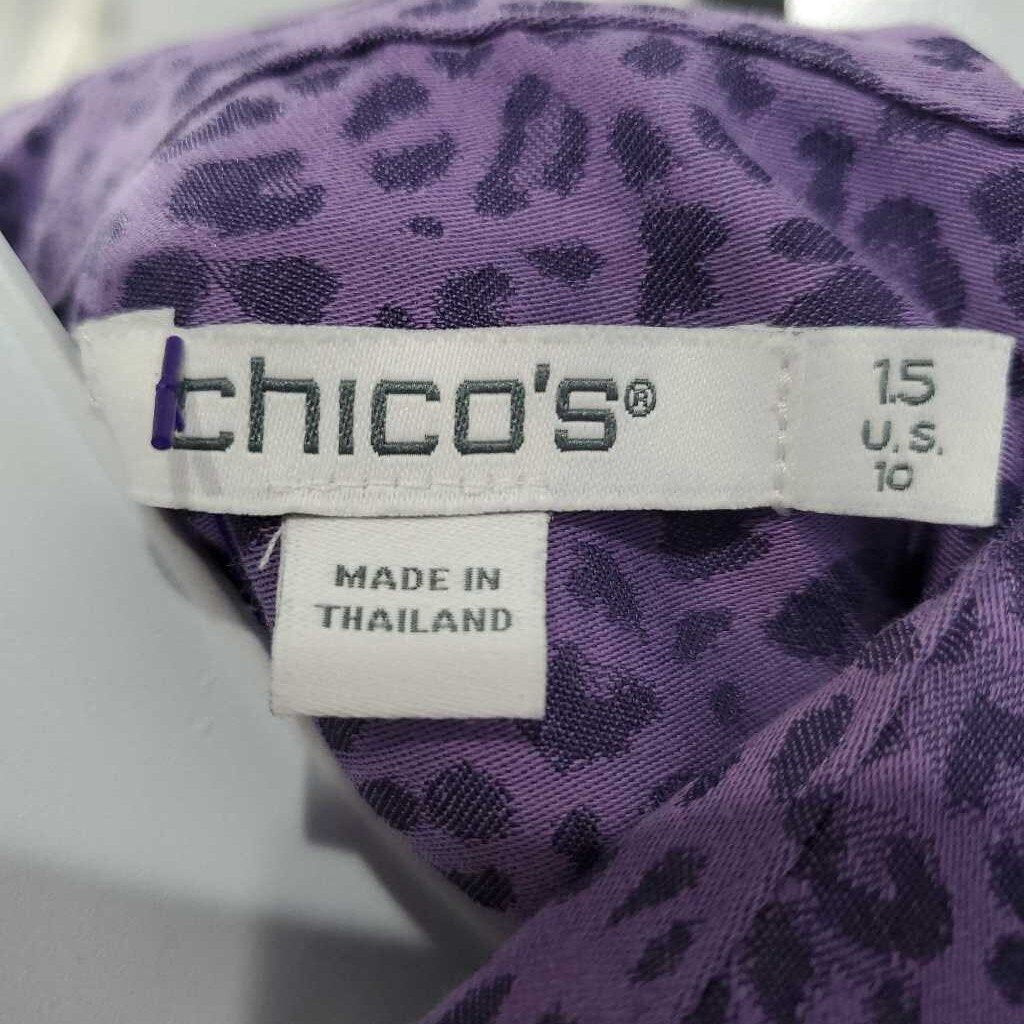 chico's®
1.5
U.S.
10
MADE IN
THAILAND